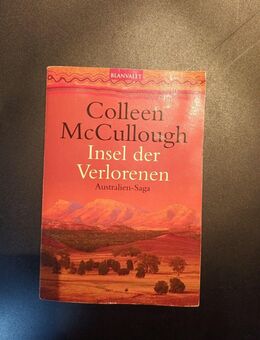 BLANVALET
Colleen
McCullough
Insel der
Verlorenen
Australien-Saga